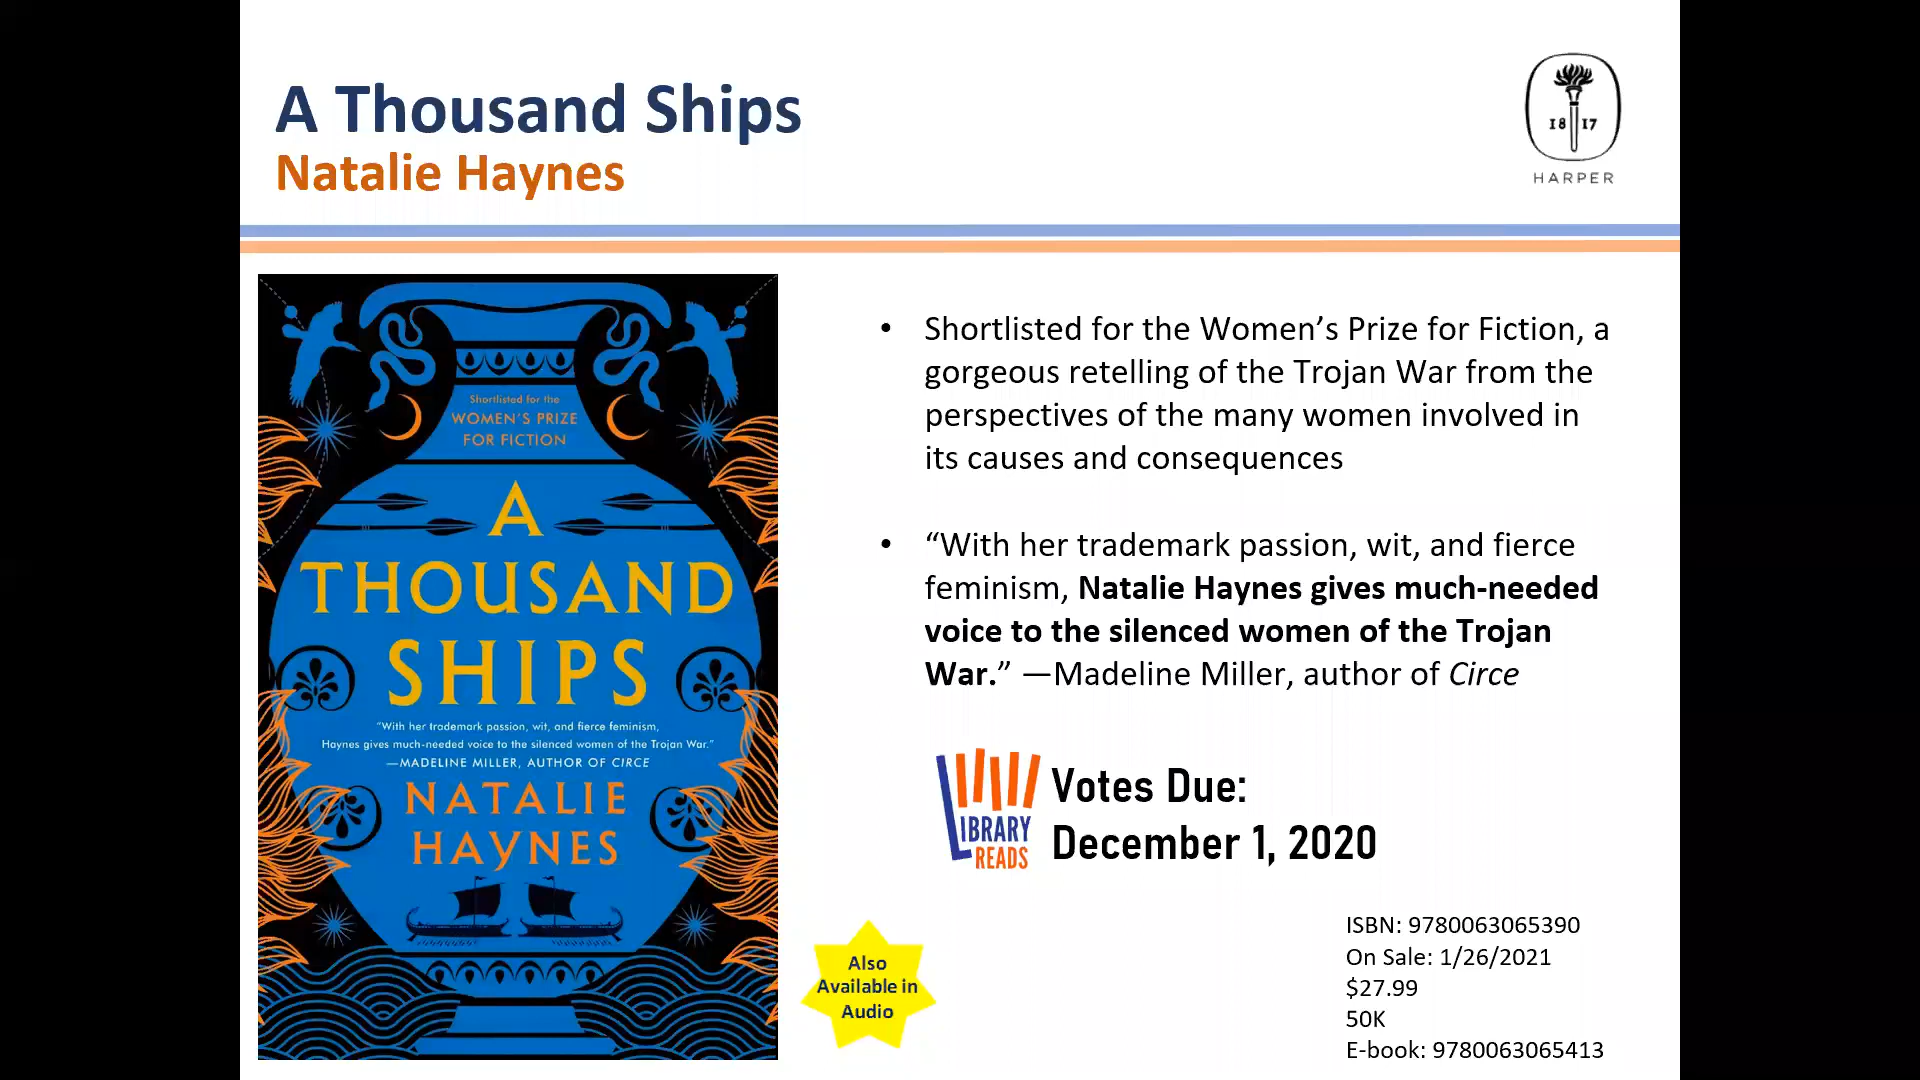 A Thousand Ships
Natalie Haynes
18 17
HARPER
Shortlisted for the
WOMEN'S PRIZE
FOR FICTION
A
THOUSAND
SHIPS
"With her trademark passion, wit, and fierce feminism,
Haynes gives much-needed voice to the silenced women of the Trojan War."
—MADELINE MILLER, AUTHOR OF CIRCE
NATALIE
HAYNES
• Shortlisted for the Women’s Prize for Fiction, a
gorgeous retelling of the Trojan War from the
perspectives of the many women involved in
its causes and consequences
• “With her trademark passion, wit, and fierce
feminism, Natalie Haynes gives much-needed
voice to the silenced women of the Trojan
War.” —Madeline Miller, author of Circe
LIBRARY
READS
Votes Due:
December 1, 2020
Also
Available in
Audio
ISBN: 9780063065390
On Sale: 1/26/2021
$27.99
50K
E-book: 9780063065413